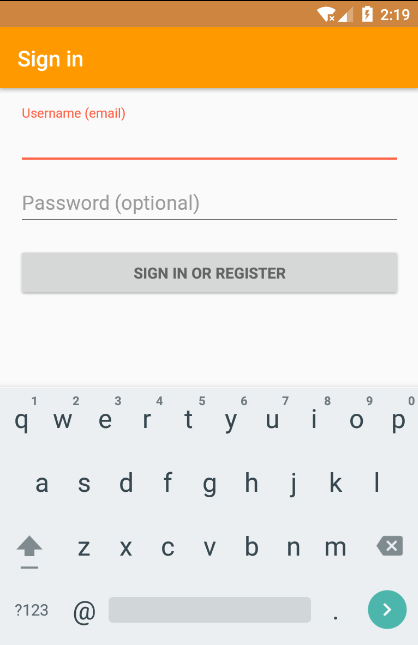 2:19
Sign in
Username (email)
Password (optional)
SIGN IN OR REGISTER
1 2 3 4 5 6 7 8 9 0
q w e r t y u i o p
a s d f g h j k l
z x c v b n m
?123 @ .